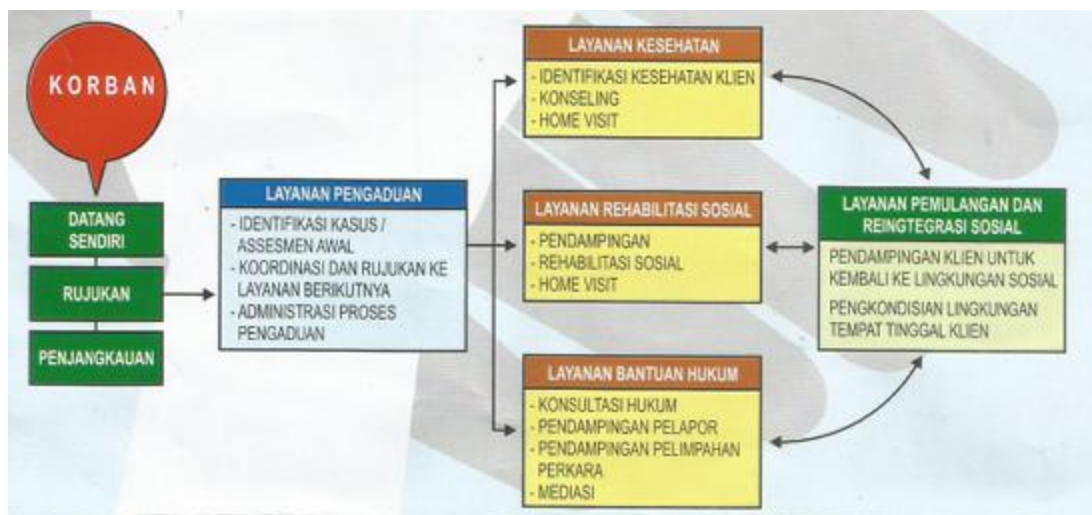 KORBAN
DATANG
SENDIRI
RUJUKAN
PENJANGKAUAN
LAYANAN PENGADUAN
- IDENTIFIKASI KASUS /
ASSESMEN AWAL
- KOORDINASI DAN RUJUKAN KE
LAYANAN BERIKUTNYA
- ADMINISTRASI PROSES
PENGADUAN
LAYANAN KESEHATAN
- IDENTIFIKASI KESEHATAN KLIEN
- KONSELING
- HOME VISIT
LAYANAN REHABILITASI SOSIAL
- PENDAMPINGAN
- REHABILITASI SOSIAL
- HOME VISIT
LAYANAN BANTUAN HUKUM
- KONSULTASI HUKUM
- PENDAMPINGAN PELAPOR
- PENDAMPINGAN PELIMPAHAN
PERKARA
- MEDIASI
LAYANAN PEMULANGAN DAN
REINGTEGRASI SOSIAL
PENDAMPINGAN KLIEN UNTUK
KEMBALI KE LINGKUNGAN SOSIAL
PENGKONDISIAN LINGKUNGAN
TEMPAT TINGGAL KLIEN